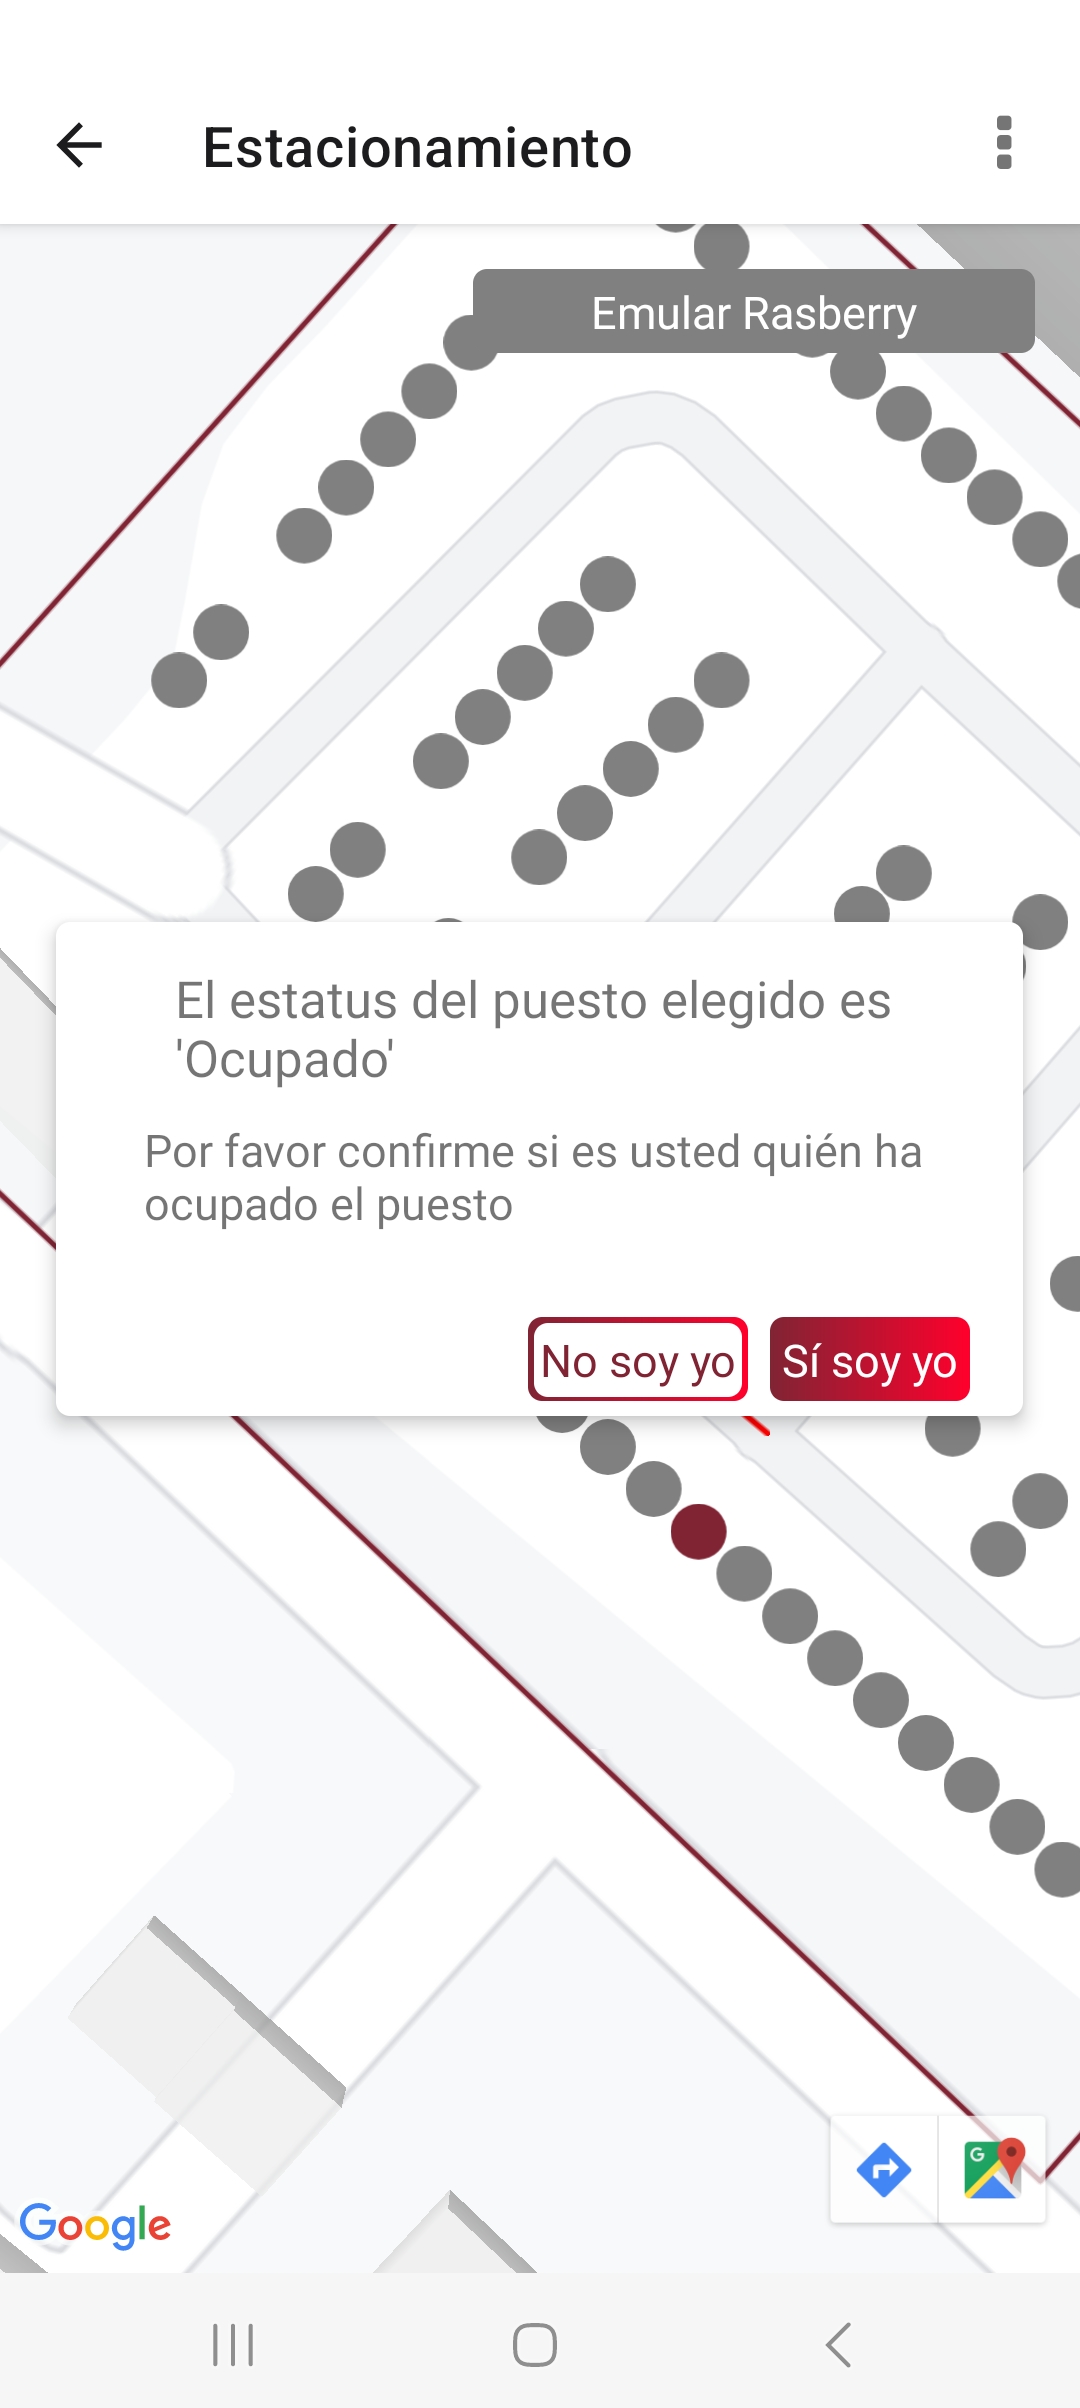 Estacionamiento
Emular Rasberry
El estatus del puesto elegido es
'Ocupado'
Por favor confirme si es usted quién ha
ocupado el puesto
No soy yo
Sí soy yo
G
Google